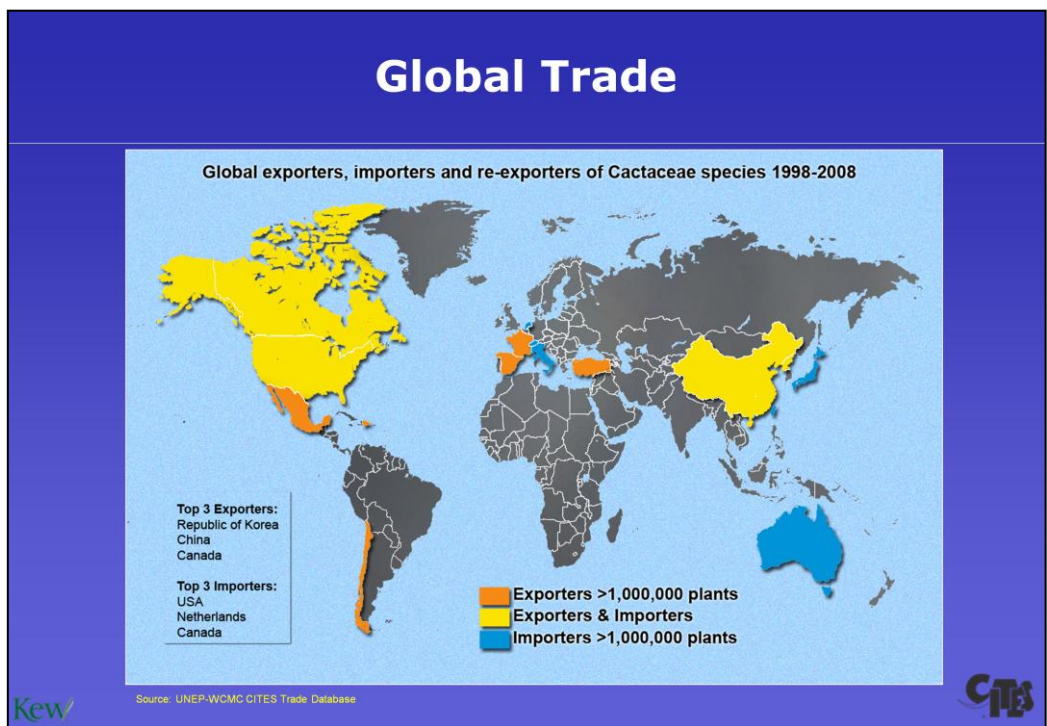 Global Trade
Global exporters, importers and re-exporters of Cactaceae species 1998-2008
Top 3 Exporters:
Republic of Korea
China
Canada
Top 3 Importers:
USA
Netherlands
Canada
Exporters >1,000,000 plants
Exporters & Importers
Importers >1,000,000 plants
Source: UNEP-WCMC CITES Trade Database
Kew
CITES